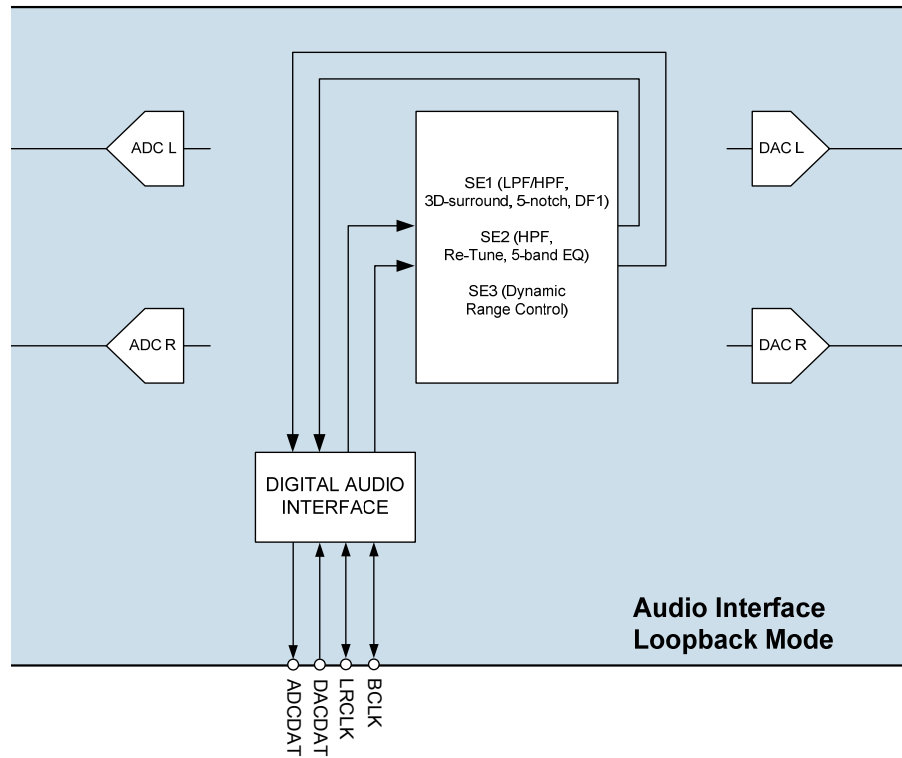 ADC L
DAC L
SE1 (LPF/HPF,
3D-surround, 5-notch, DF1)
SE2 (HPF,
Re-Tune, 5-band EQ)
SE3 (Dynamic
Range Control)
ADC R
DAC R
DIGITAL AUDIO
INTERFACE
Audio Interface
Loopback Mode
ADCDAT
DACDAT
LRCLK
BCLK